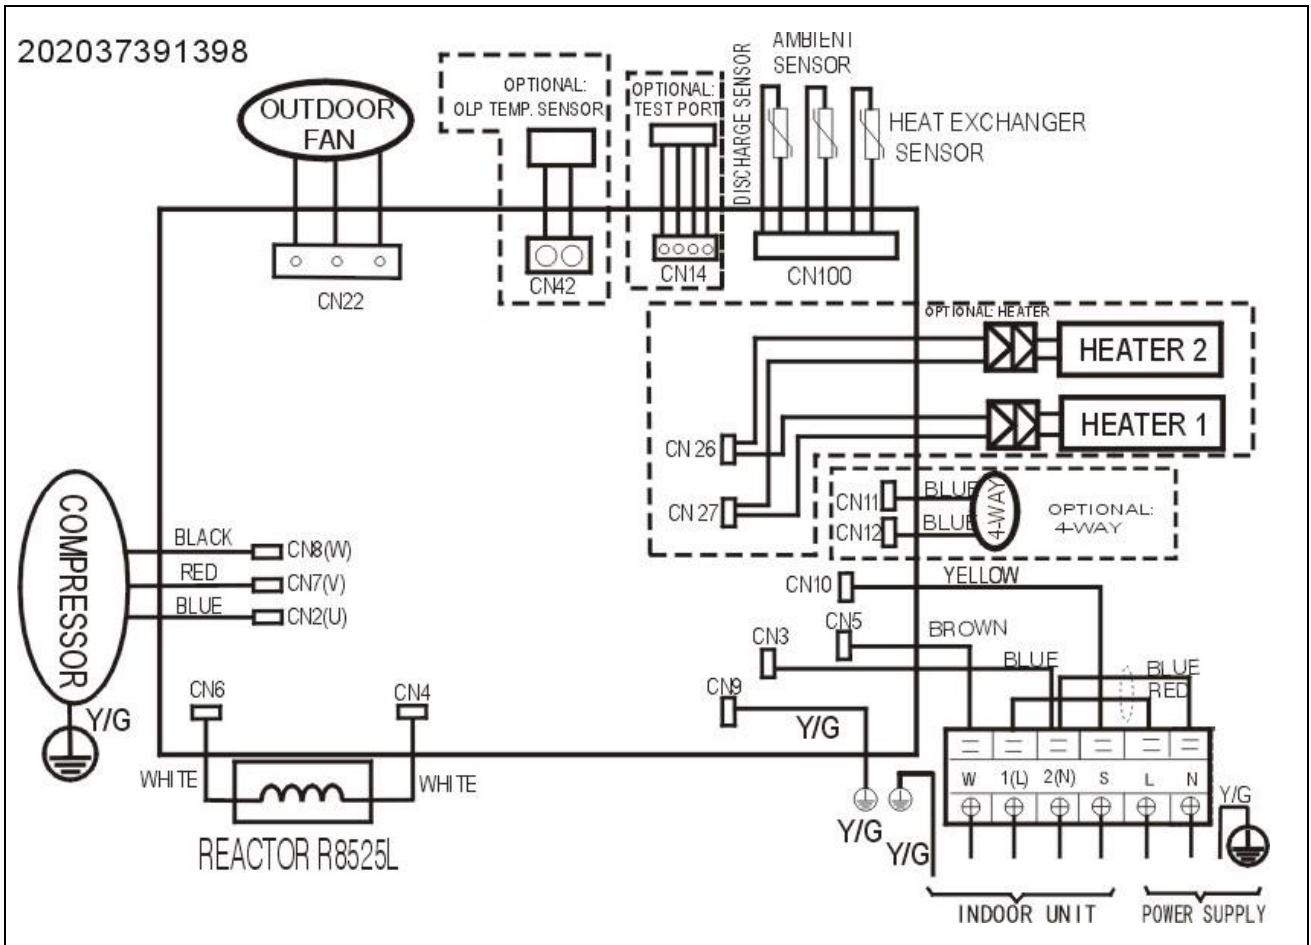 202037391398
OUTDOOR
FAN
CN22
OPTIONAL:
OLP TEMP. SENSOR
CN42
OPTIONAL:
TEST PORT
CN14
DISCHARGE SENSOR
AMBIENT
SENSOR
HEAT EXCHANGER
SENSOR
CN100
OPTIONAL: HEATER
HEATER 2
HEATER 1
CN 26
CN 27
CN11
BLUE
CN12
BLUE
4-WAY
OPTIONAL:
4-WAY
COMPRESSOR
BLACK
CN8(W)
RED
CN7(V)
BLUE
CN2(U)
Y/G
CN10
YELLOW
CN5
BROWN
CN3
BLUE
BLUE
RED
CN9
Y/G
CN6
CN4
WHITE
WHITE
REACTOR R8525L
W 1(L) 2(N) S L N
Y/G
Y/G
Y/G
INDOOR UNIT
POWER SUPPLY